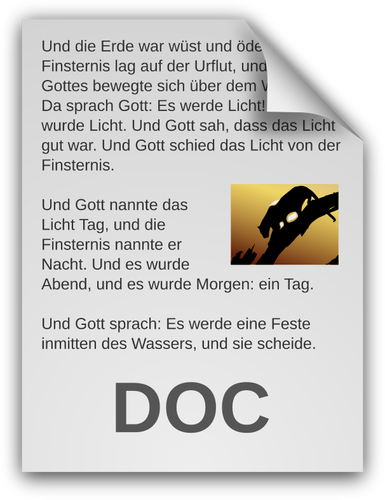 Und die Erde war wüst und öde
Finsternis lag auf der Urflut, und
Gottes bewegte sich über dem
Da sprach Gott: Es werde Licht!
wurde Licht. Und Gott sah, dass das Licht
gut war. Und Gott schied das Licht von der
Finsternis.
Und Gott nannte das
Licht Tag, und die
Finsternis nannte er
Nacht. Und es wurde
Abend, und es wurde Morgen: ein Tag.
Und Gott sprach: Es werde eine Feste
inmitten des Wassers, und sie scheide.
DOC